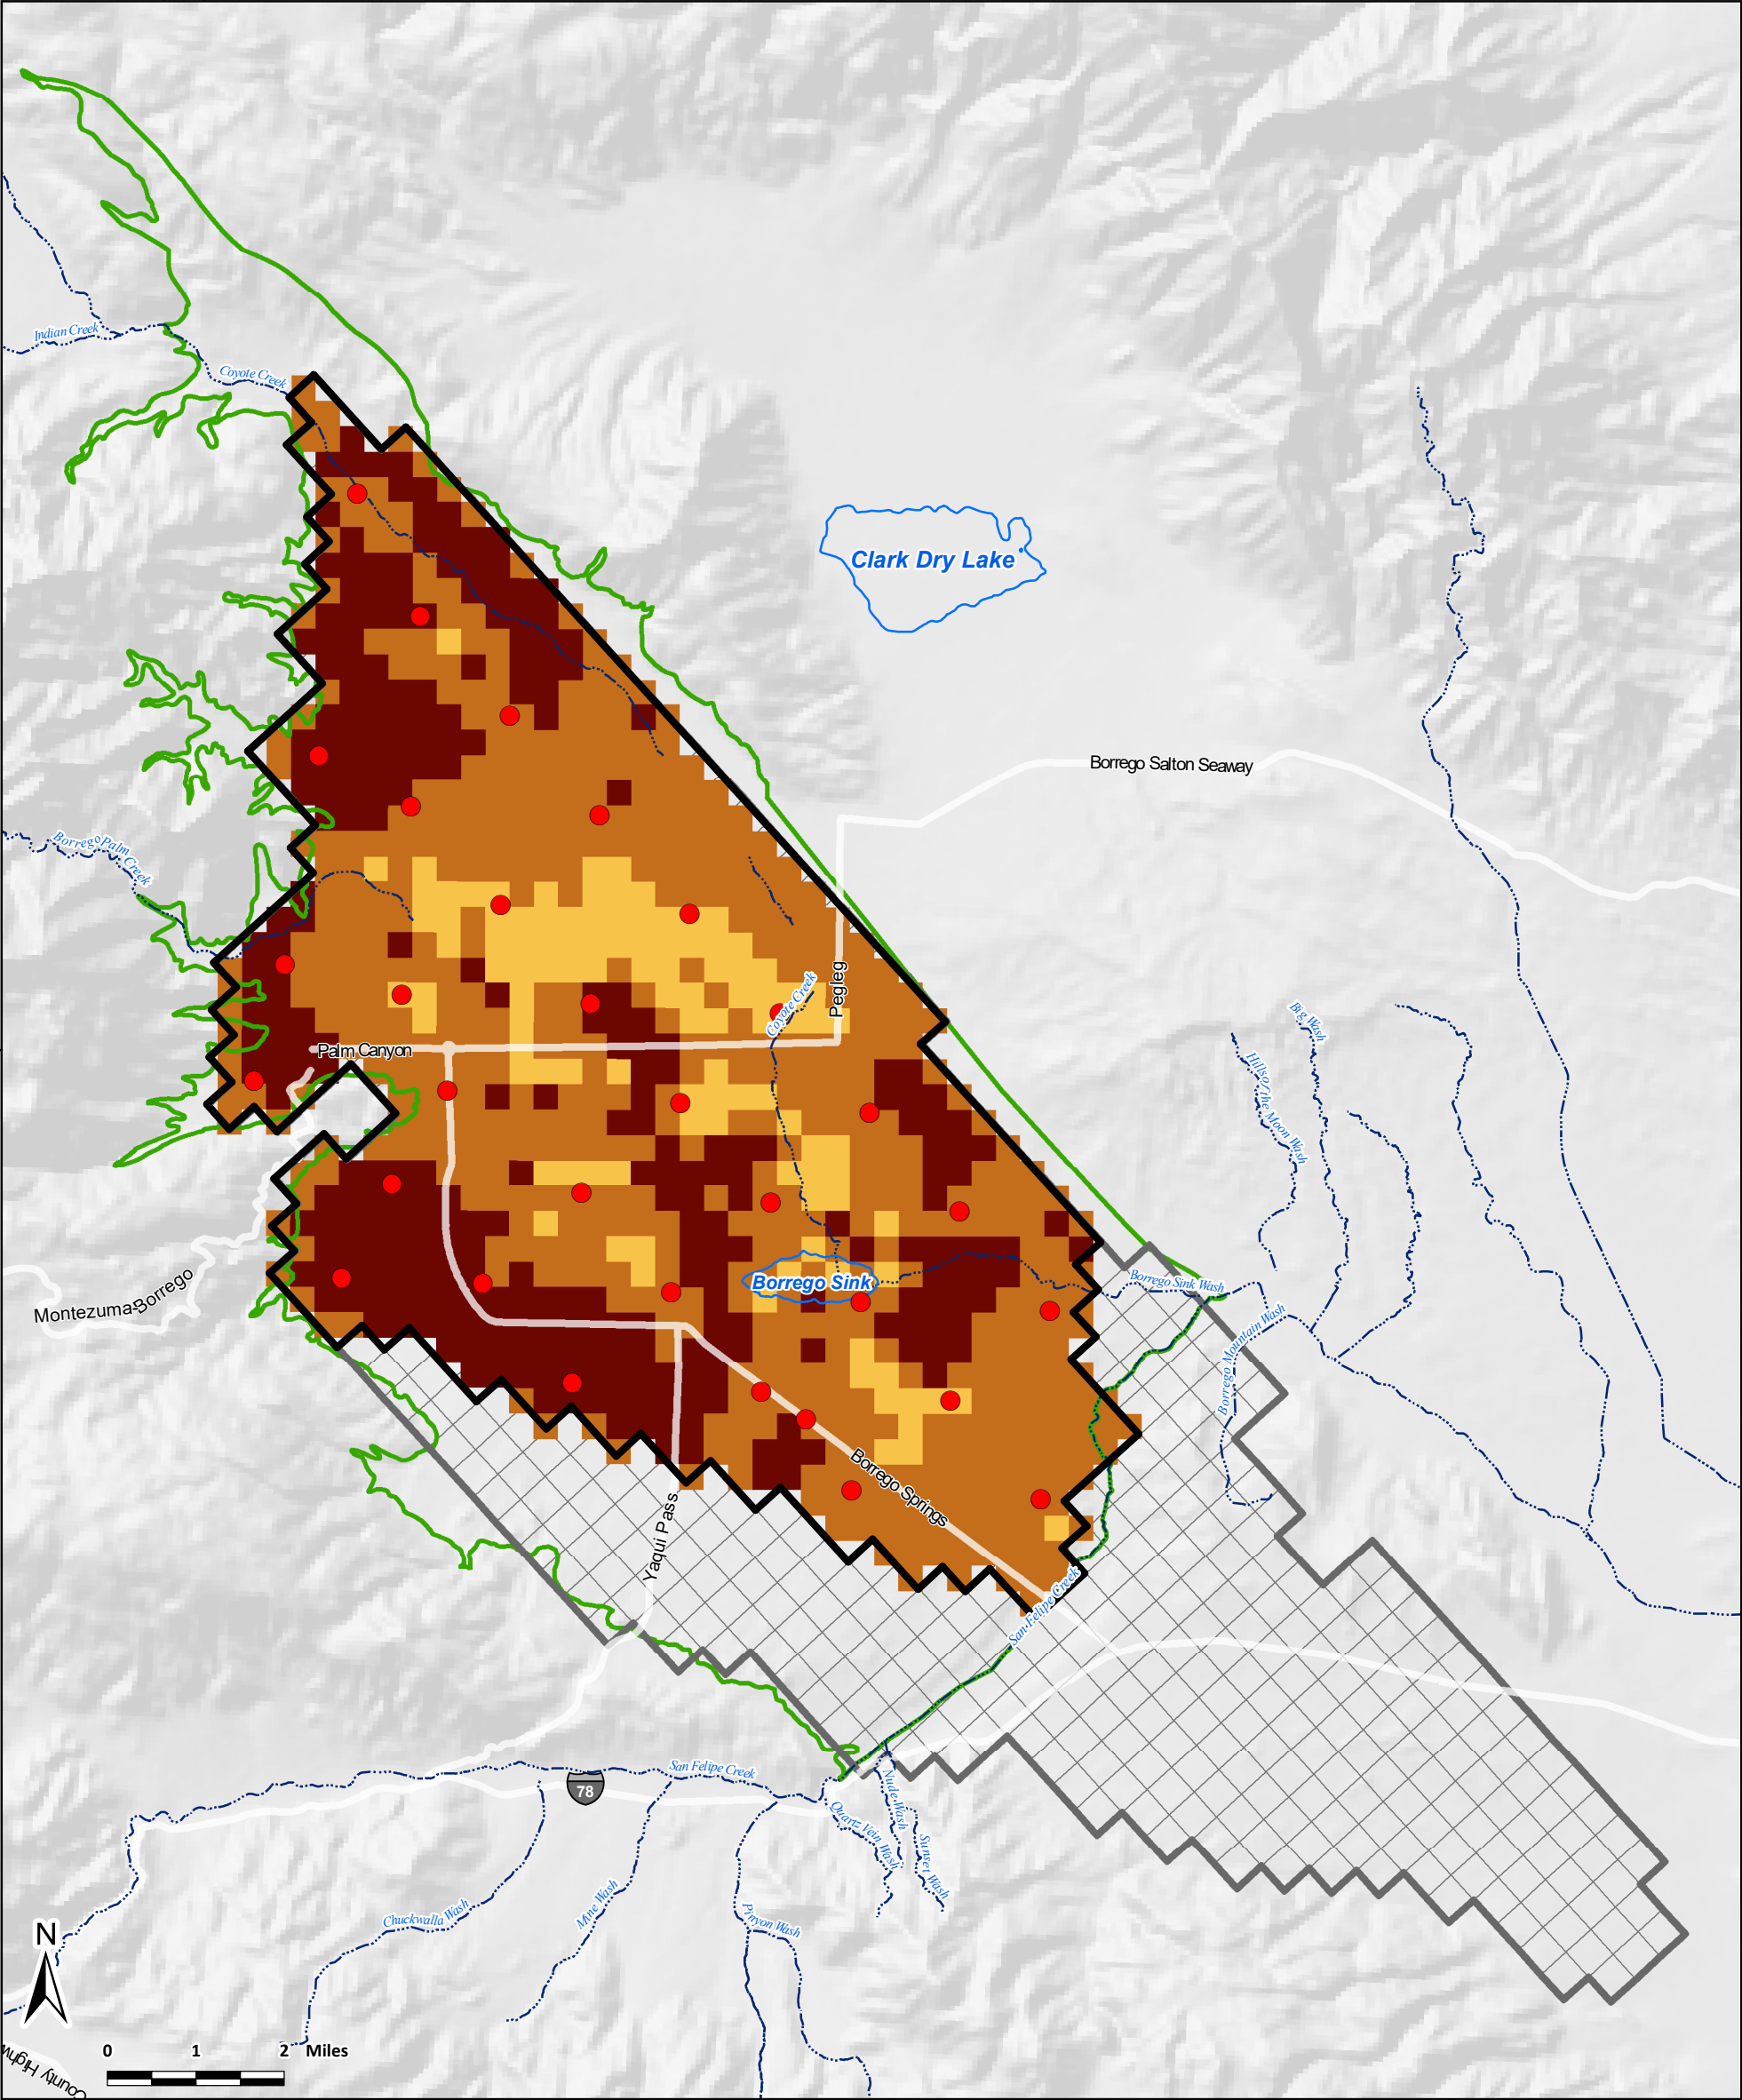 Indian Creek
Coyote Creek
Clark Dry Lake
Borrego Salton Seaway
Borrego Palm Creek
Pegleg
Coyote Creek
Palm Canyon
Big Wash
Hills of the Moon Wash
Montezuma-Borrego
Borrego Sink
Borrego Sink Wash
Borrego Mountain Wash
Borrego Springs
Yaqui Pass
San Felipe Creek
San Felipe Creek
78
Nude Wash
Quartz Vein Wash
Sunset Wash
Chuckwalla Wash
Mine Wash
Pinyon Wash
N
0 1 2 Miles
County Highw